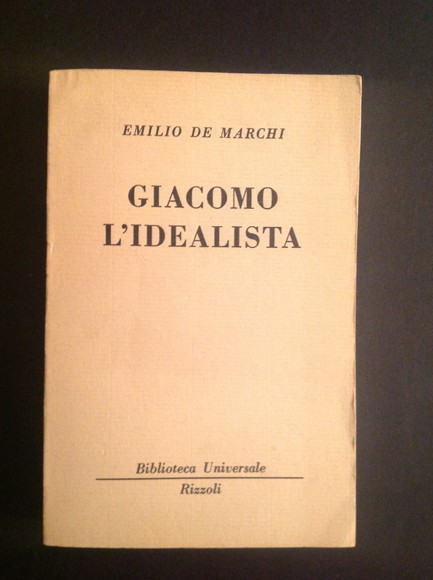 EMILIO DE MARCHI
GIACOMO
L'IDEALISTA
Biblioteca Universale
Rizzoli